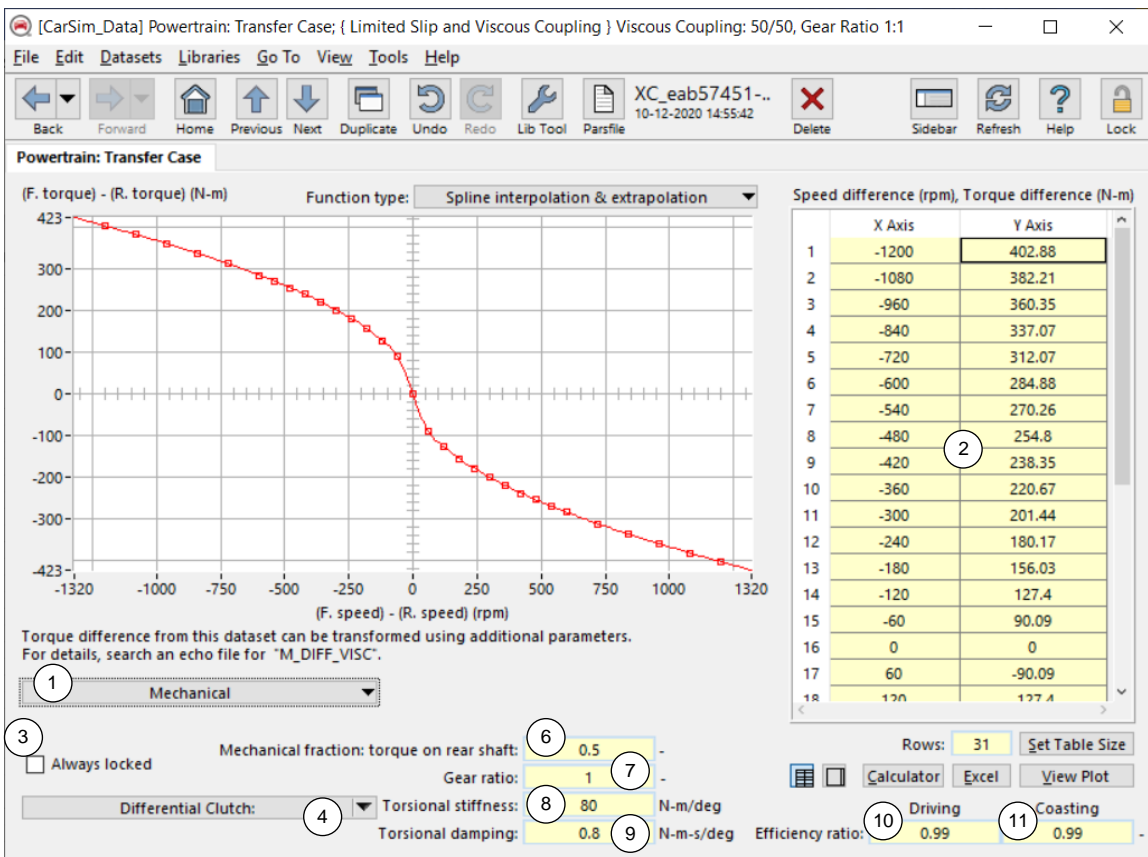 [CarSim_Data] Powertrain: Transfer Case; { Limited Slip and Viscous Coupling } Viscous Coupling: 50/50, Gear Ratio 1:1
File Edit Datasets Libraries Go To View Tools Help
XC_eab57451-..
10-12-2020 14:55:42
Back Forward Home Previous Next Duplicate Undo Redo Lib Tool Parsfile Delete Sidebar Refresh Help Lock
Powertrain: Transfer Case
(F. torque) - (R. torque) (N-m)
Function type: Spline interpolation & extrapolation
423
300
200
100
0
-100
-200
-300
-423
-1320 -1000 -750 -500 -250 0 250 500 750 1000 1320
(F. speed) - (R. speed) (rpm)
Torque difference from this dataset can be transformed using additional parameters.
For details, search an echo file for "M_DIFF_VISC".
Speed difference (rpm), Torque difference (N-m)
X Axis Y Axis
1 -1200 402.88
2 -1080 382.21
3 -960 360.35
4 -840 337.07
5 -720 312.07
6 -600 284.88
7 -540 270.26
8 -480 254.8
2
9 -420 238.35
10 -360 220.67
11 -300 201.44
12 -240 180.17
13 -180 156.03
14 -120 127.4
15 -60 90.09
16 0 0
17 60 -90.09
18 120 -127.4
1 Mechanical
3
Always locked
Differential Clutch: 4
Mechanical fraction: torque on rear shaft: 6 0.5 -
Gear ratio: 1 7 -
Torsional stiffness: 8 80 N-m/deg
Torsional damping: 0.8 9 N-m-s/deg
Rows: 31 Set Table Size
Calculator Excel View Plot
Driving Coasting
Efficiency ratio: 10 0.99 11 0.99 -